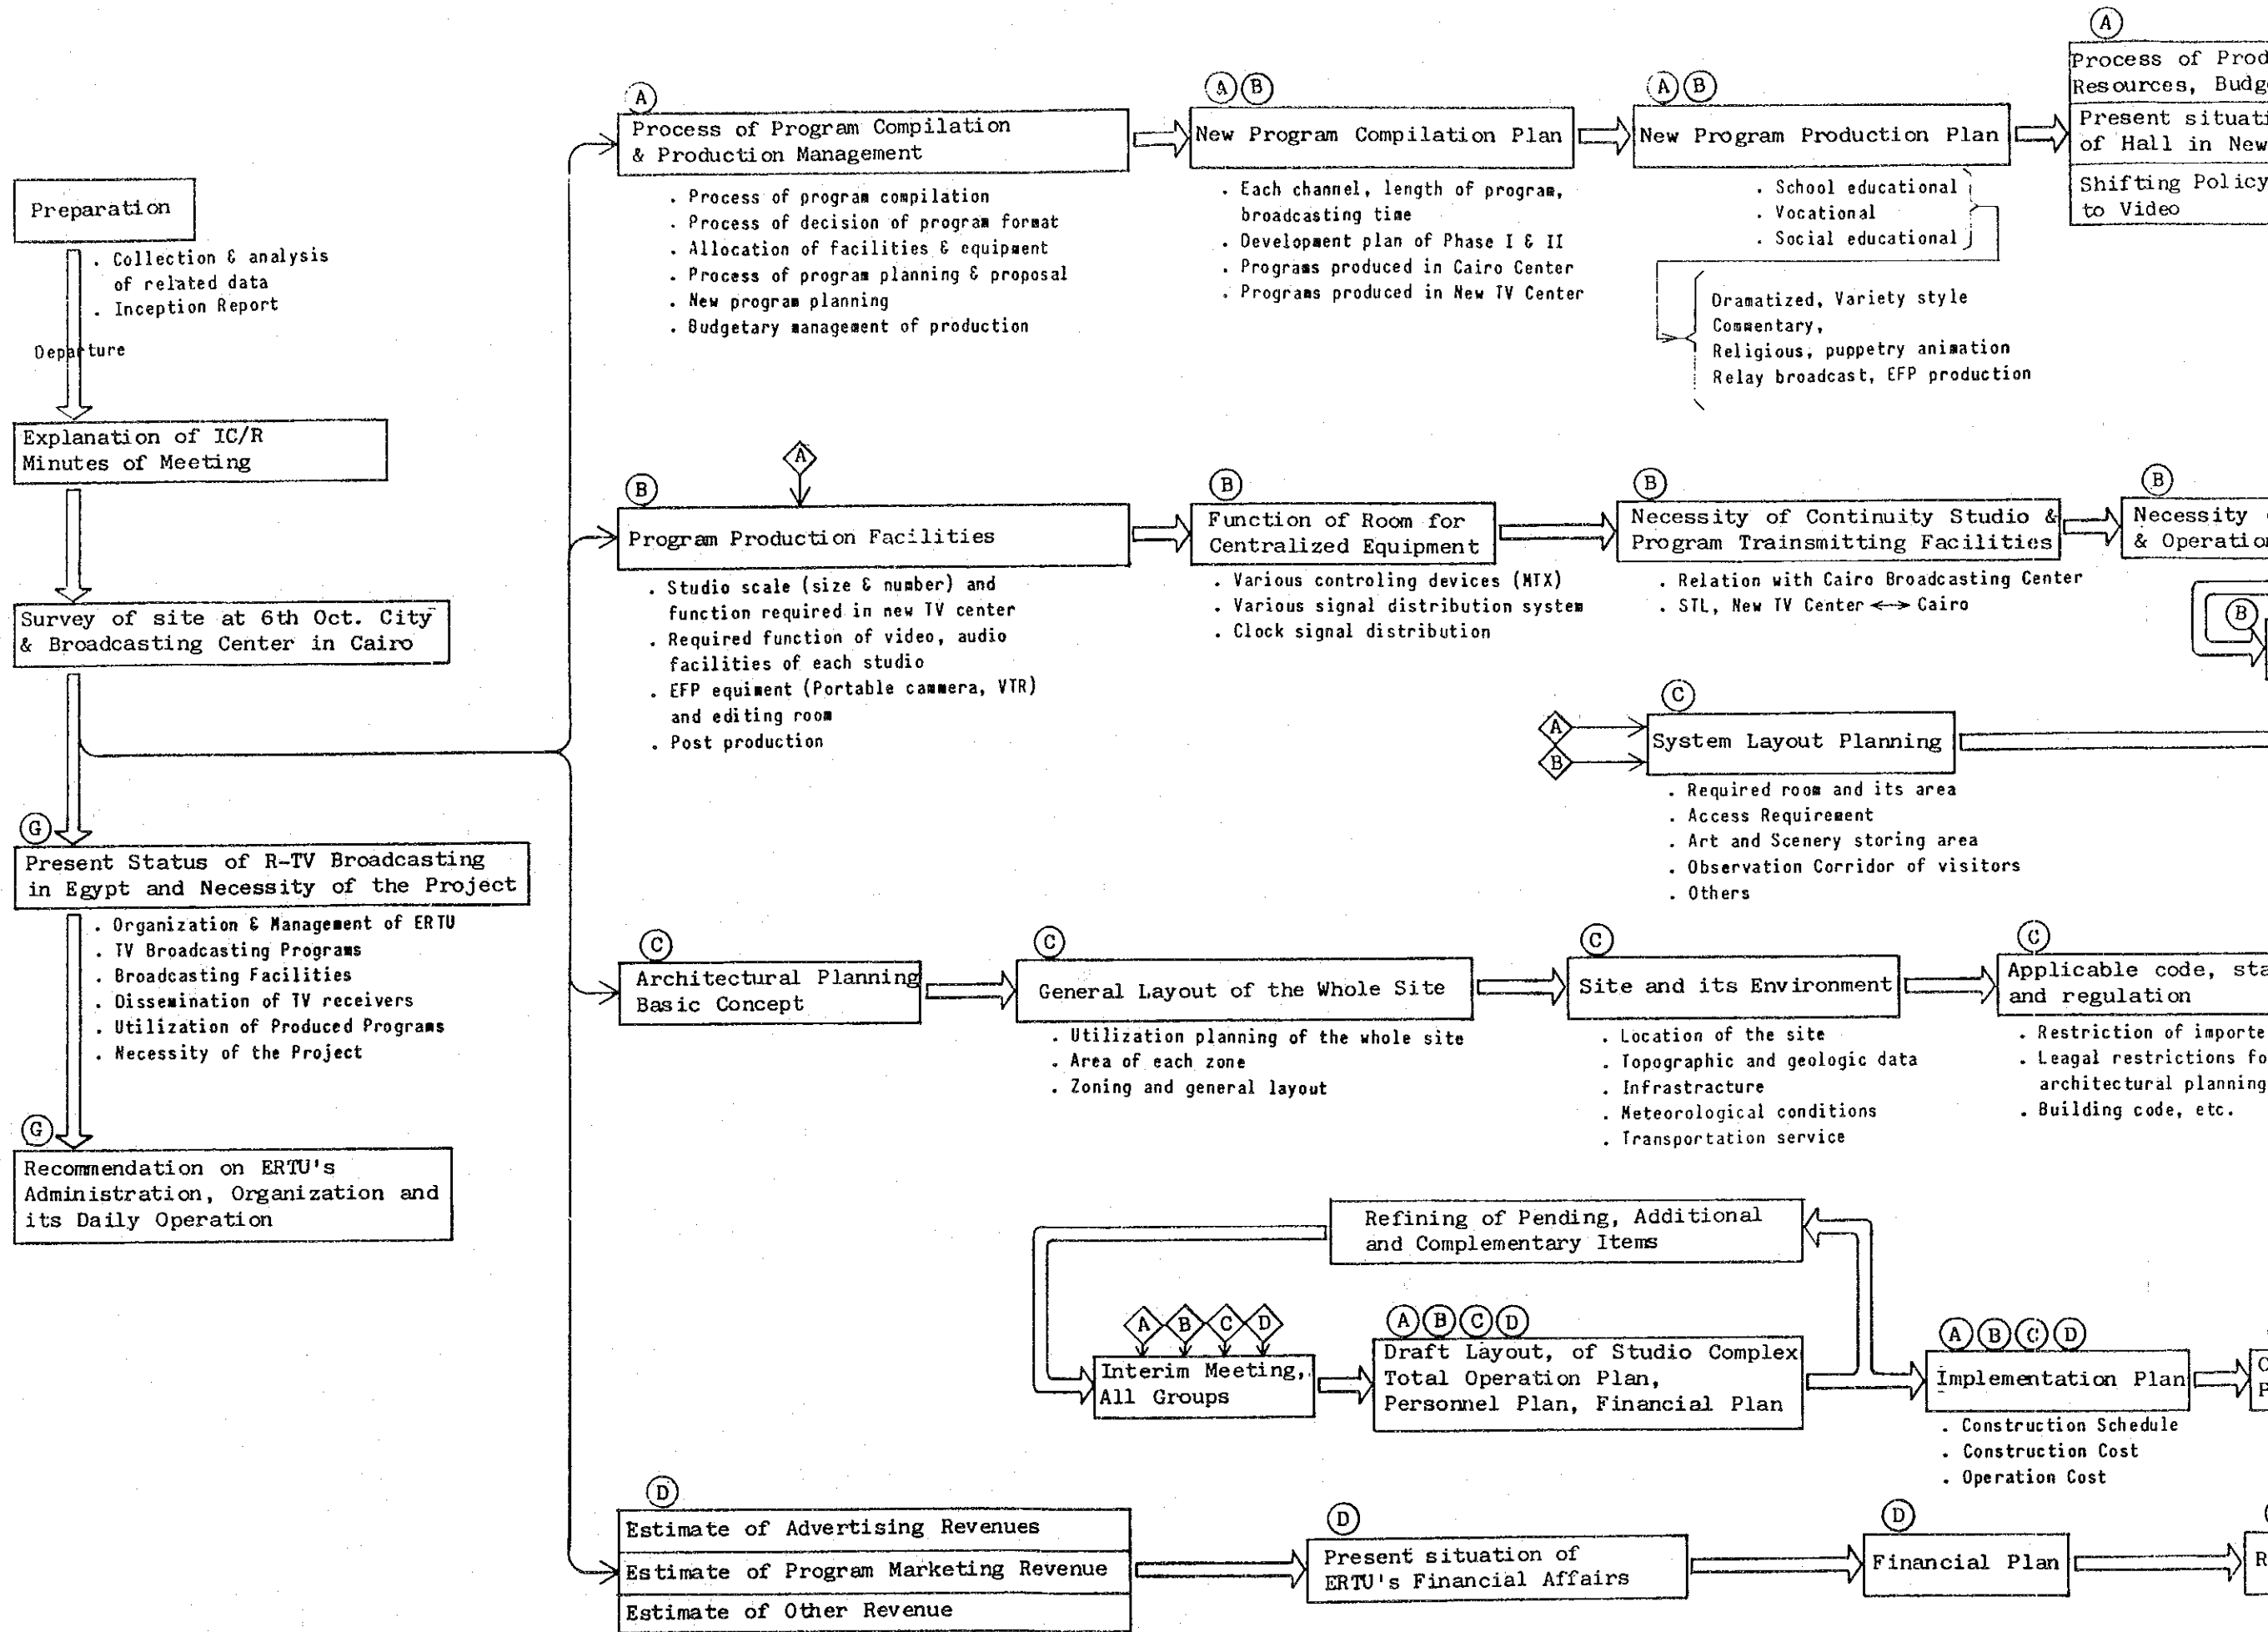 Preparation
. Collection & analysis
of related data
. Inception Report
Departure
Explanation of IC/R
Minutes of Meeting
Survey of site at 6th Oct. City
& Broadcasting Center in Cairo
G
Present Status of R-TV Broadcasting
in Egypt and Necessity of the Project
. Organization & Management of ERTU
. TV Broadcasting Programs
. Broadcasting Facilities
. Dissemination of TV receivers
. Utilization of Produced Programs
. Necessity of the Project
G
Recommendation on ERTU's
Administration, Organization and
its Daily Operation
A
Process of Program Compilation
& Production Management
. Process of program compilation
. Process of decision of program format
. Allocation of facilities & equipment
. Process of program planning & proposal
. New program planning
. Budgetary management of production
A B
New Program Compilation Plan
. Each channel, length of program,
broadcasting time
. Development plan of Phase I & II
. Programs produced in Cairo Center
. Programs produced in New TV Center
A B
New Program Production Plan
. School educational
. Vocational
. Social educational
Dramatized, Variety style
Commentary,
Religious, puppetry animation
Relay broadcast, EFP production
A
Process of Prod
Resources, Budg
Present situati
of Hall in New
Shifting Policy
to Video
A
B
Program Production Facilities
. Studio scale (size & number) and
function required in new TV center
. Required function of video, audio
facilities of each studio
. EFP equiment (Portable cammera, VTR)
and editing room
. Post production
B
Function of Room for
Centralized Equipment
. Various controling devices (MTX)
. Various signal distribution system
. Clock signal distribution
B
Necessity of Continuity Studio &
Program Trainsmitting Facilities
. Relation with Cairo Broadcasting Center
. STL, New TV Center <--> Cairo
B
Necessity
& Operation
B
A
B
C
System Layout Planning
. Required room and its area
. Access Requirement
. Art and Scenery storing area
. Observation Corridor of visitors
. Others
C
Architectural Planning
Basic Concept
C
General Layout of the Whole Site
. Utilization planning of the whole site
. Area of each zone
. Zoning and general layout
C
Site and its Environment
. Location of the site
. Topographic and geologic data
. Infrastracture
. Meteorological conditions
. Transportation service
C
Applicable code, sta
and regulation
. Restriction of importe
. Leagal restrictions fo
architectural planning
. Building code, etc.
Refining of Pending, Additional
and Complementary Items
A B C D
Interim Meeting,
All Groups
A B C D
Draft Layout, of Studio Complex
Total Operation Plan,
Personnel Plan, Financial Plan
A B C D
Implementation Plan
. Construction Schedule
. Construction Cost
. Operation Cost
D
Estimate of Advertising Revenues
Estimate of Program Marketing Revenue
Estimate of Other Revenue
D
Present situation of
ERTU's Financial Affairs
D
Financial Plan
R